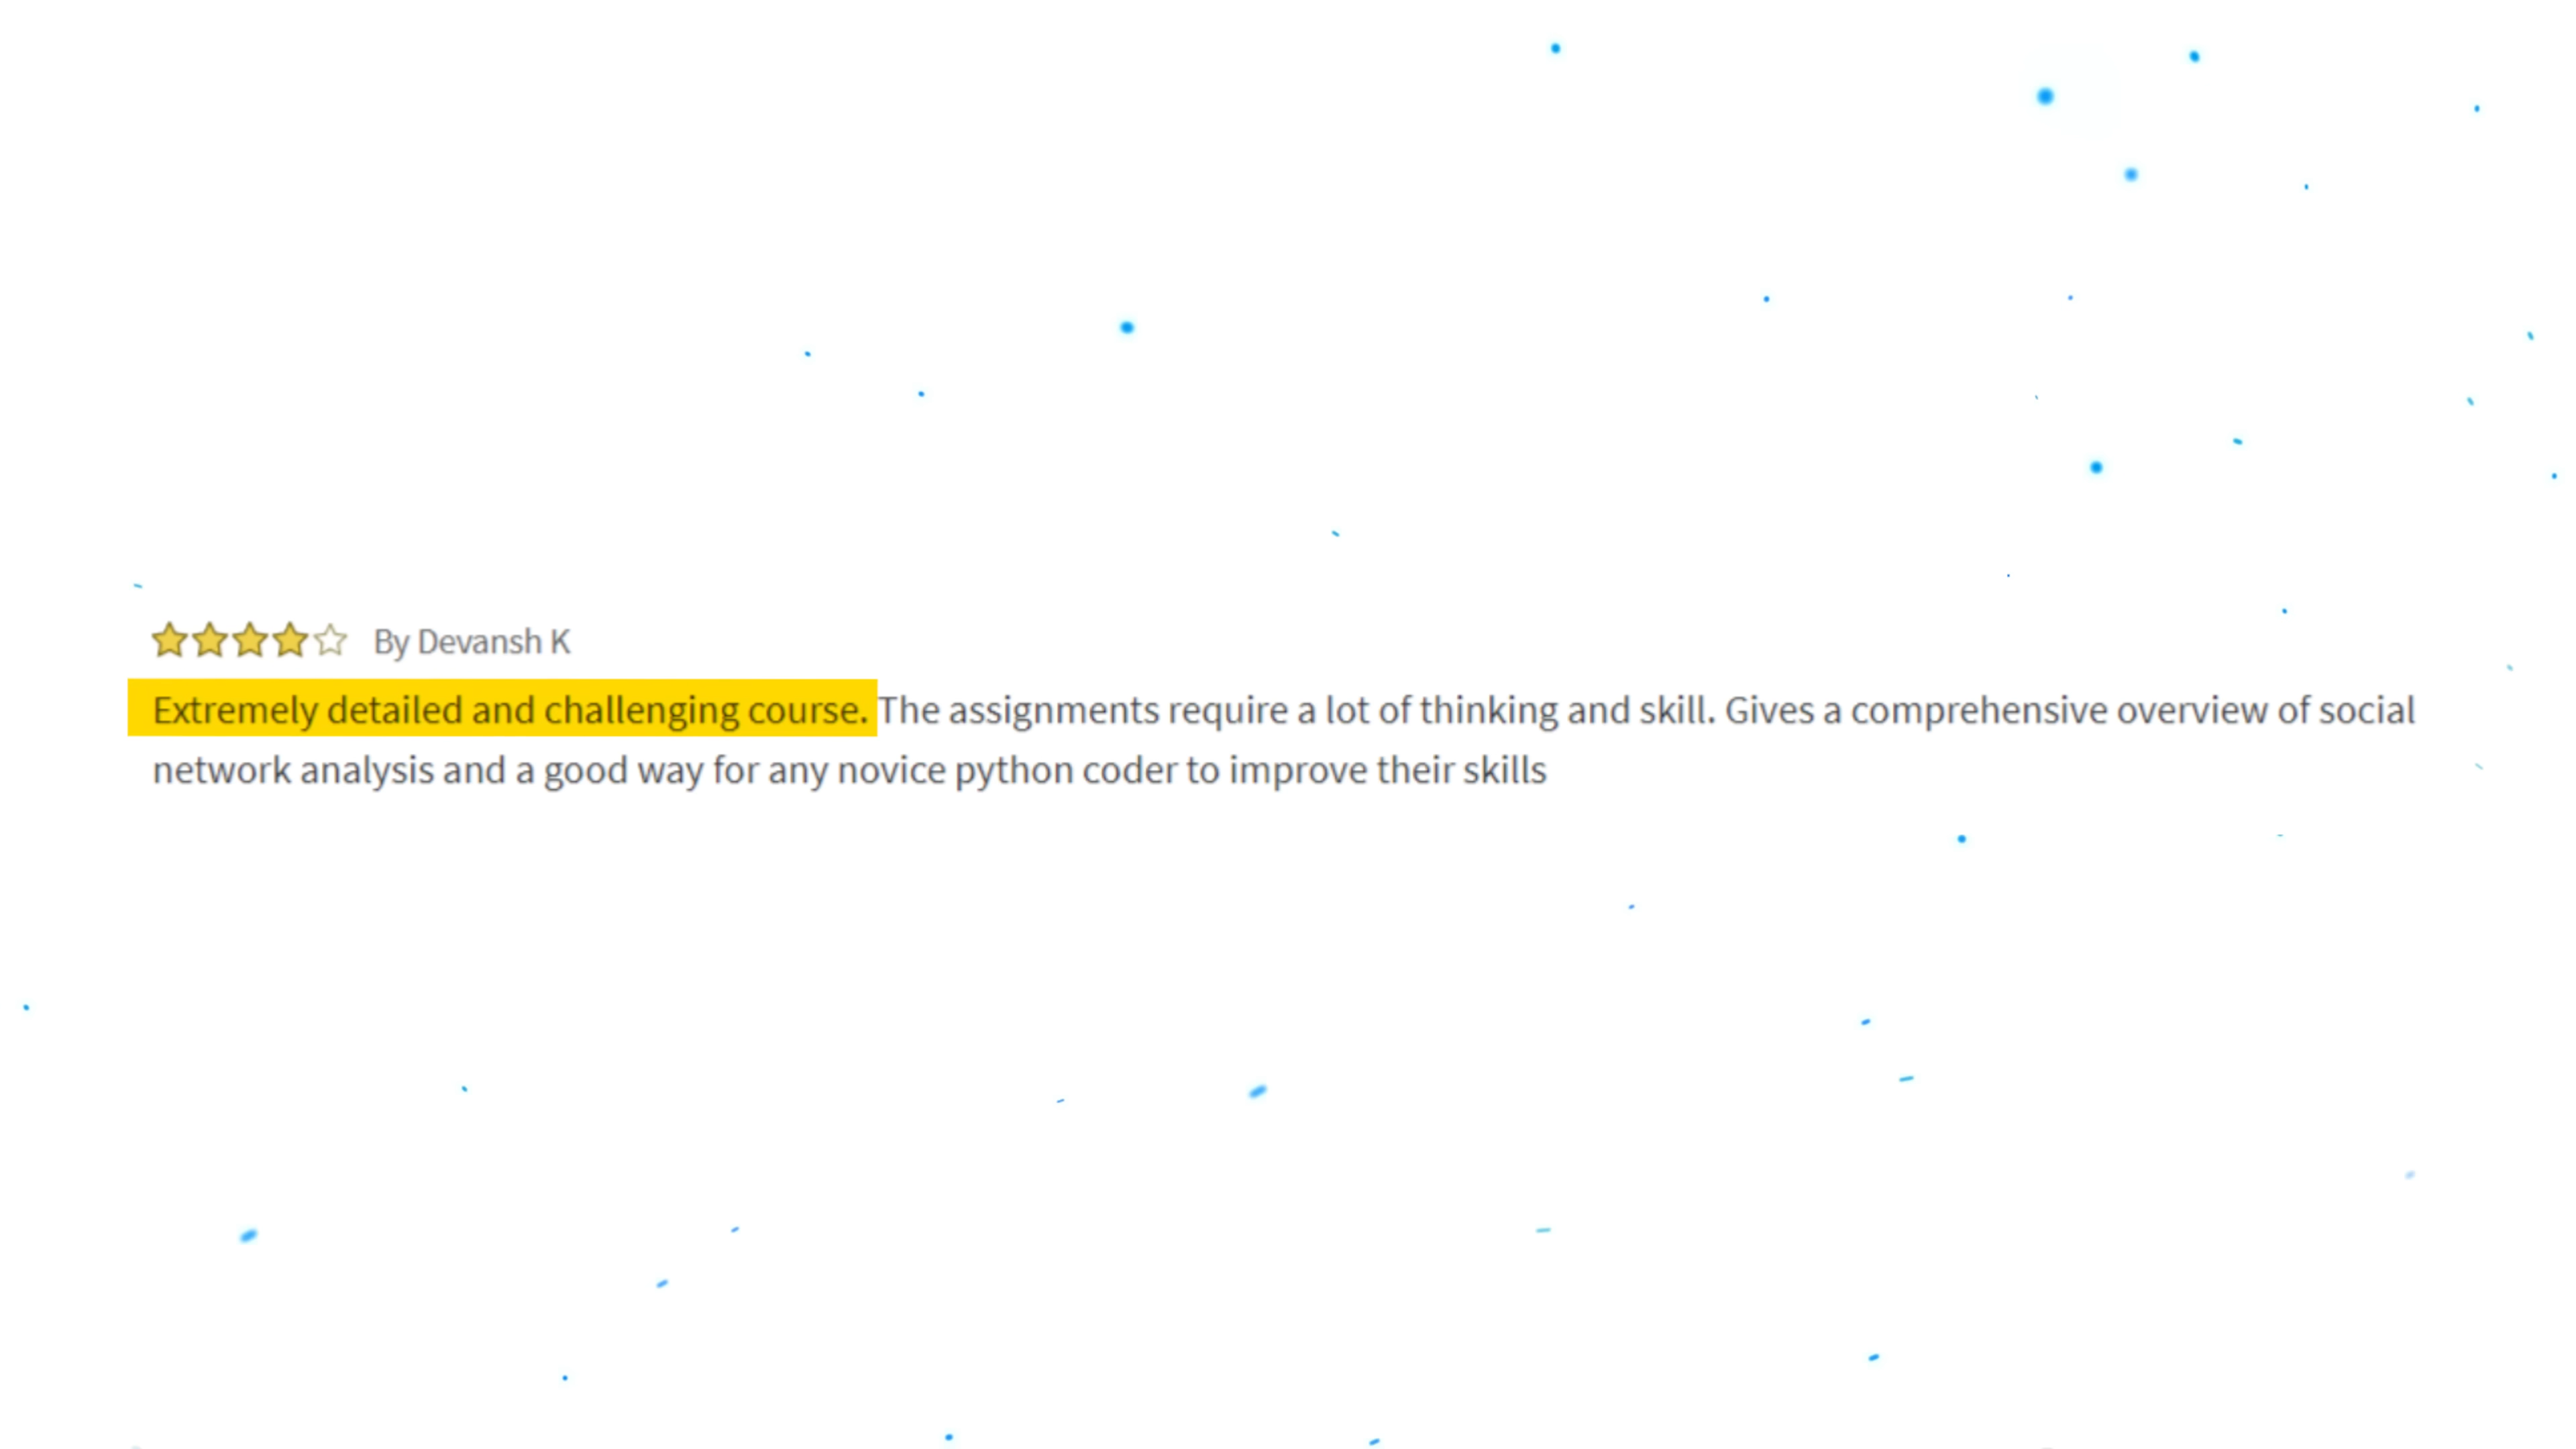 By Devansh K
Extremely detailed and challenging course. The assignments require a lot of thinking and skill. Gives a comprehensive overview of social
network analysis and a good way for any novice python coder to improve their skills